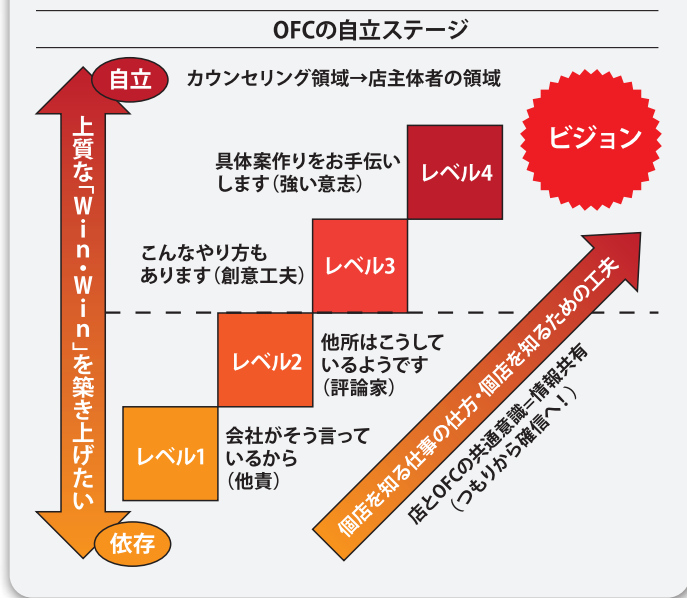 OFCの自立ステージ
自立
カウンセリング領域→店主体者の領域
ビジョン
上質な「Win・Win」を築き上げたい
具体案作りをお手伝い
します（強い意志）
レベル4
こんなやり方も
あります（創意工夫）
レベル3
レベル2
他所はこうして
いるようです
（評論家）
レベル1
会社がそう言って
いるから
（他責）
個店を知る仕事の仕方・個店を知るための工夫
店とOFCの共通意識＝情報共有
（つもりから確信へ！）
依存